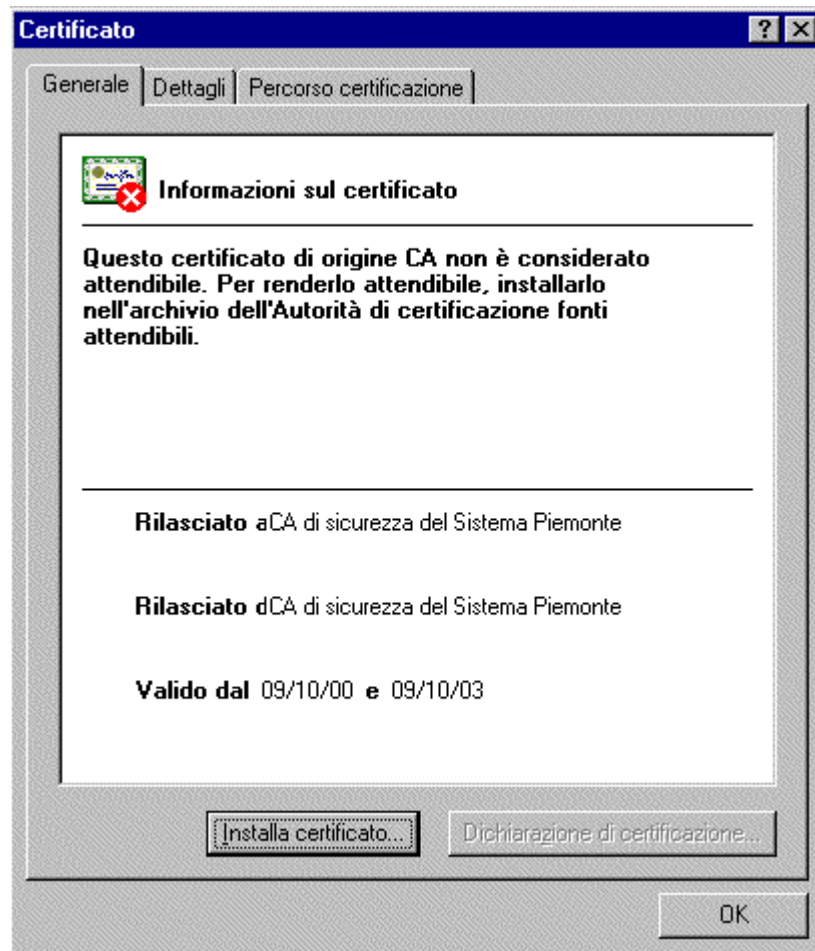 Certificato
Generale Dettagli Percorso certificazione
Informazioni sul certificato
Questo certificato di origine CA non è considerato
attendibile. Per renderlo attendibile, installarlo
nell'archivio dell'Autorità di certificazione fonti
attendibili.
Rilasciato aCA di sicurezza del Sistema Piemonte
Rilasciato dCA di sicurezza del Sistema Piemonte
Valido dal 09/10/00 e 09/10/03
Installa certificato... Dichiarazione di certificazione...
OK